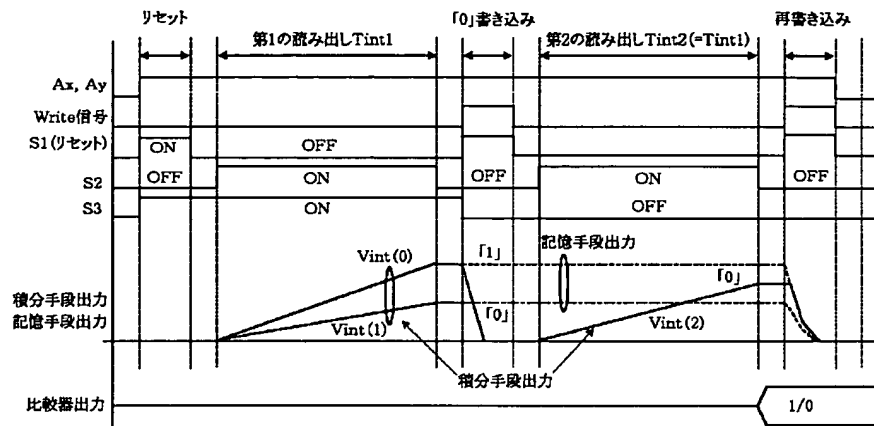 リセット
第1の読み出しTint1
「0」書き込み
第2の読み出しTint2(=Tint1)
再書き込み
Ax, Ay
Write信号
S1(リセット)
ON
OFF
S2
OFF
ON
OFF
ON
OFF
S3
ON
OFF
Vint(0)
「1」
記憶手段出力
「0」
積分手段出力
記憶手段出力
Vint(1)
「0」
Vint(2)
積分手段出力
比較器出力
1/0